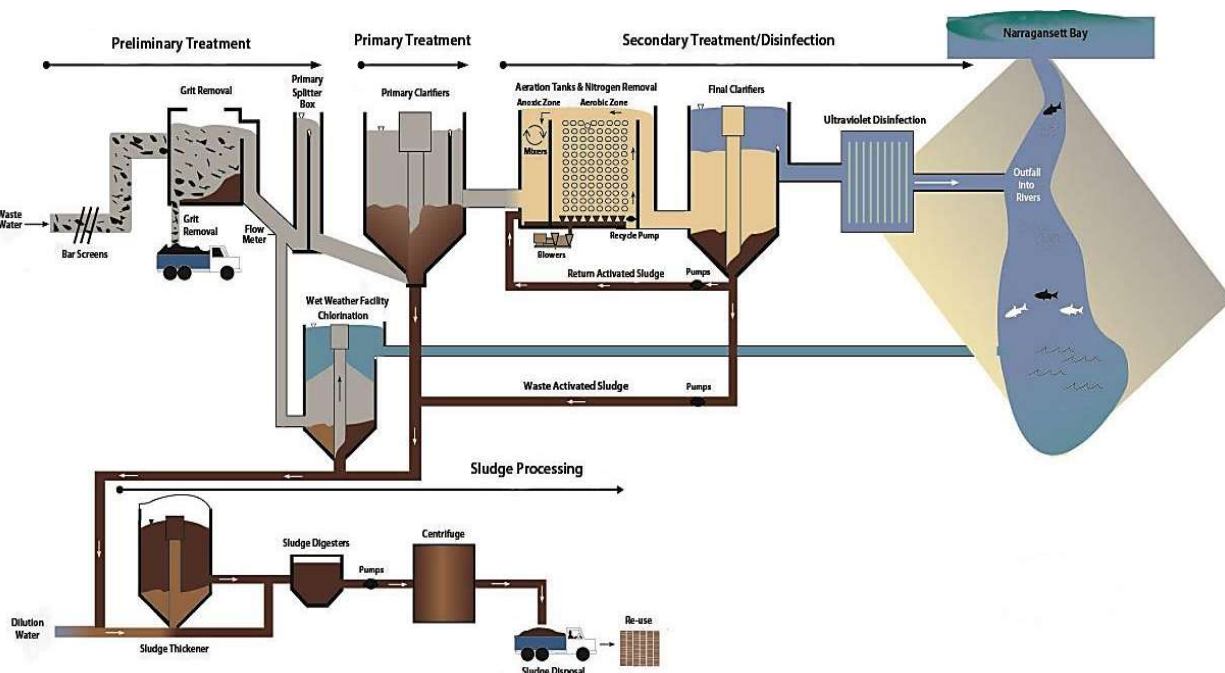 Narragansett Bay
Preliminary Treatment
Primary Treatment
Secondary Treatment/Disinfection
Grit Removal
Primary
Splitter
Box
Primary Clarifiers
Aeration Tanks & Nitrogen Removal
Anoxic Zone
Aerobic Zone
Final Clarifiers
Ultraviolet Disinfection
Mixers
Outfall
into
Rivers
Waste
Water
Bar Screens
Grit
Removal
Flow
Meter
Recycle Pump
Blowers
Return Activated Sludge
Pumps
Wet Weather Facility
Chlorination
Waste Activated Sludge
Pumps
Sludge Processing
Sludge Digesters
Pumps
Centrifuge
Dilution
Water
Sludge Thickener
Re-use
Sludge Disposal